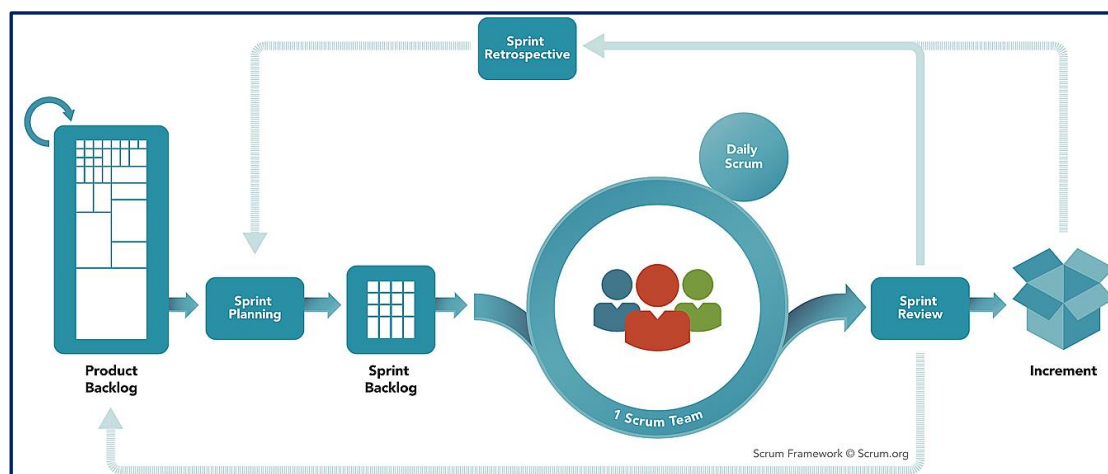 Sprint
Retrospective
Daily
Scrum
Sprint
Planning
Sprint
Review
Product
Backlog
Sprint
Backlog
Increment
1 Scrum Team
Scrum Framework © Scrum.org